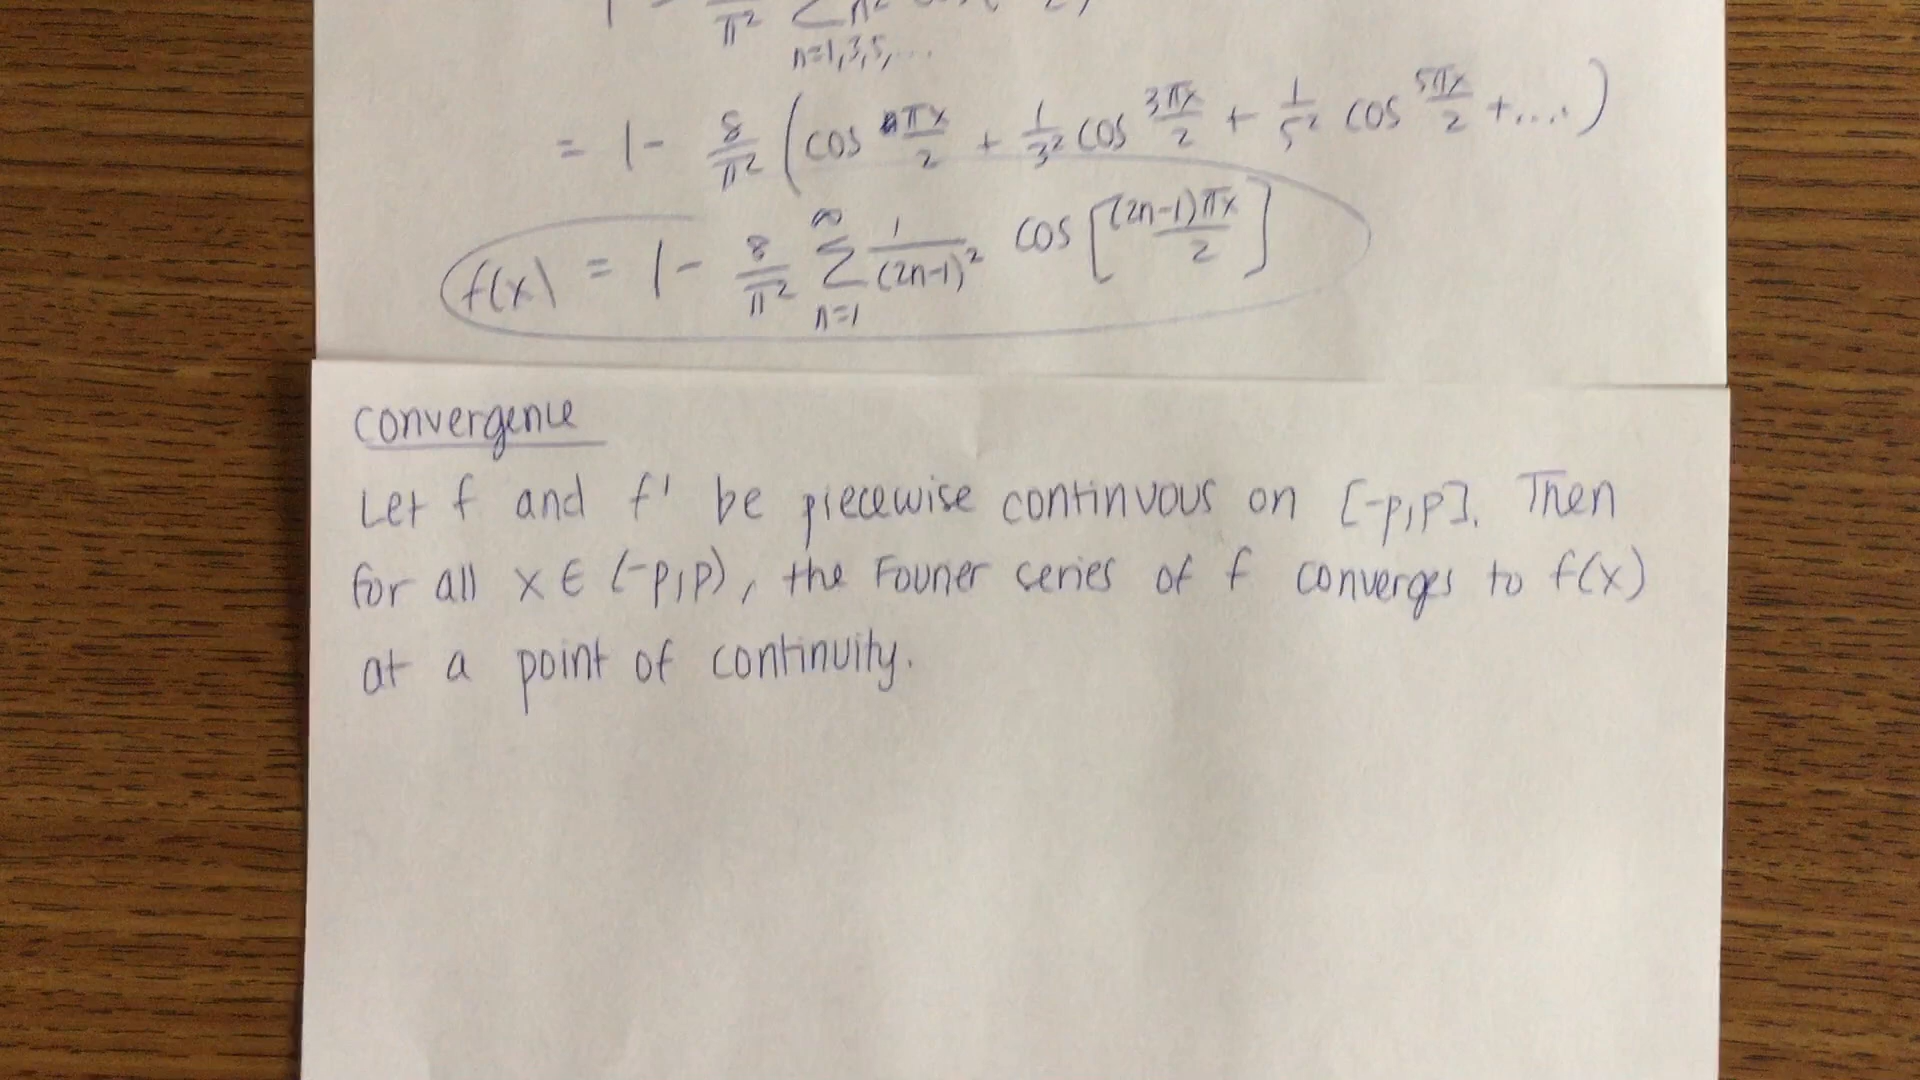 π² Σ n²
n=1,3,5,...
= 1 - 8/π² (cos πx/2 + 1/3² cos 3πx/2 + 1/5² cos 5πx/2 + ....)
f(x) = 1 - 8/π² ∞ Σ n=1 1/(2n-1)² cos [(2n-1)πx/2]
convergence
Let f and f' be piecewise continuous on [-p,p]. Then
for all x ∈ (-p,p), the Fourier series of f converges to f(x)
at a point of continuity.